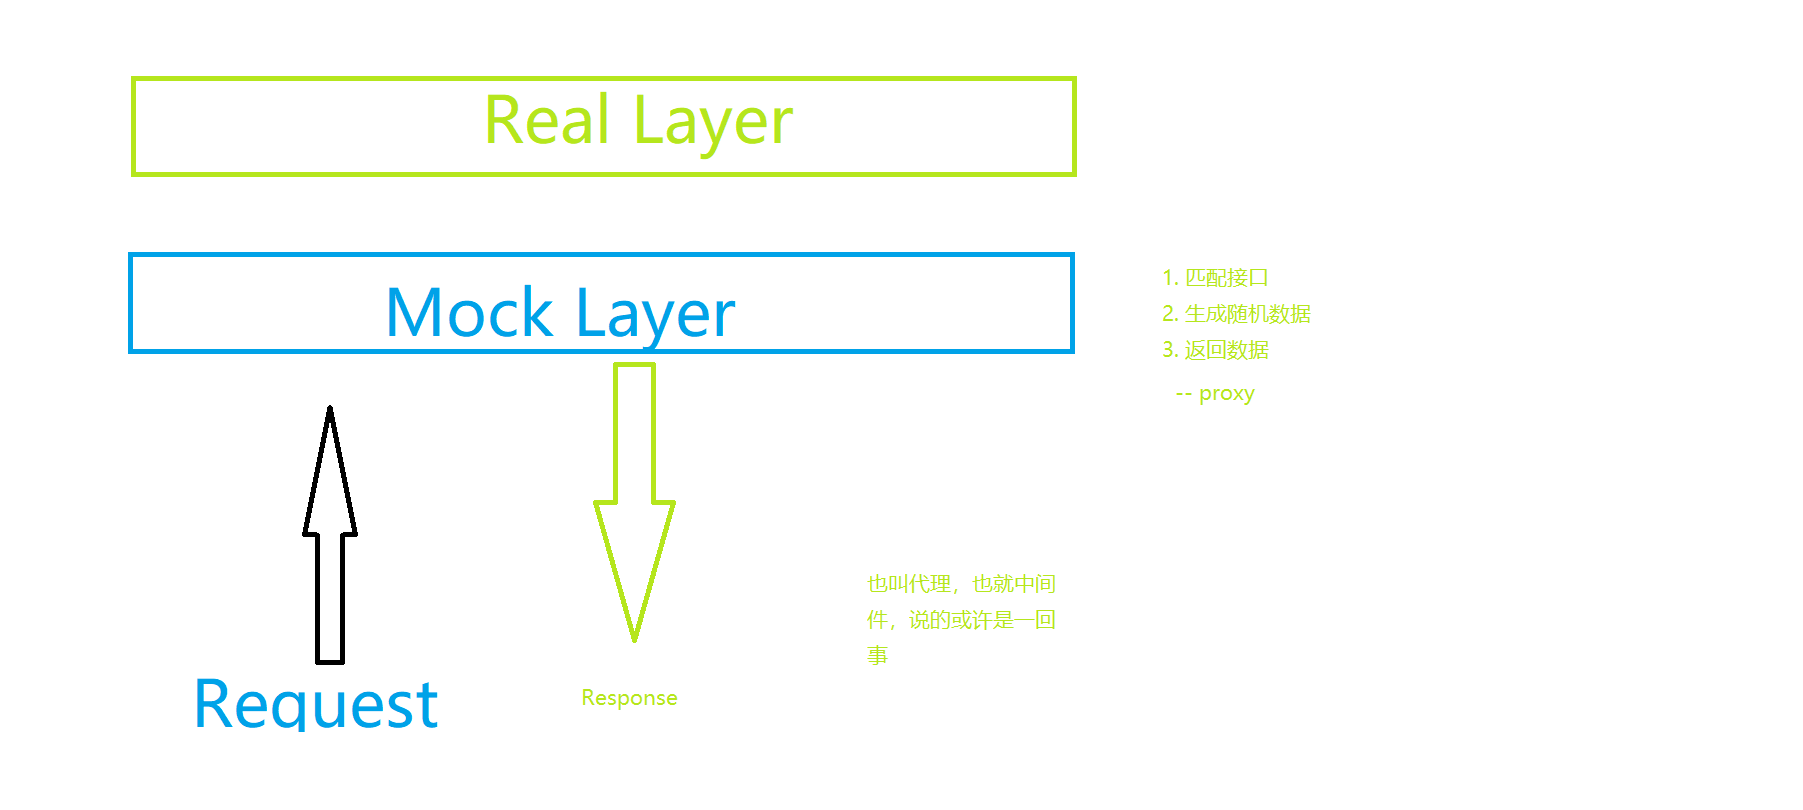 Real Layer
Mock Layer
1. 匹配接口
2. 生成随机数据
3. 返回数据
-- proxy
也叫代理，也就中间
件，说的或许是一回
事
Request
Response